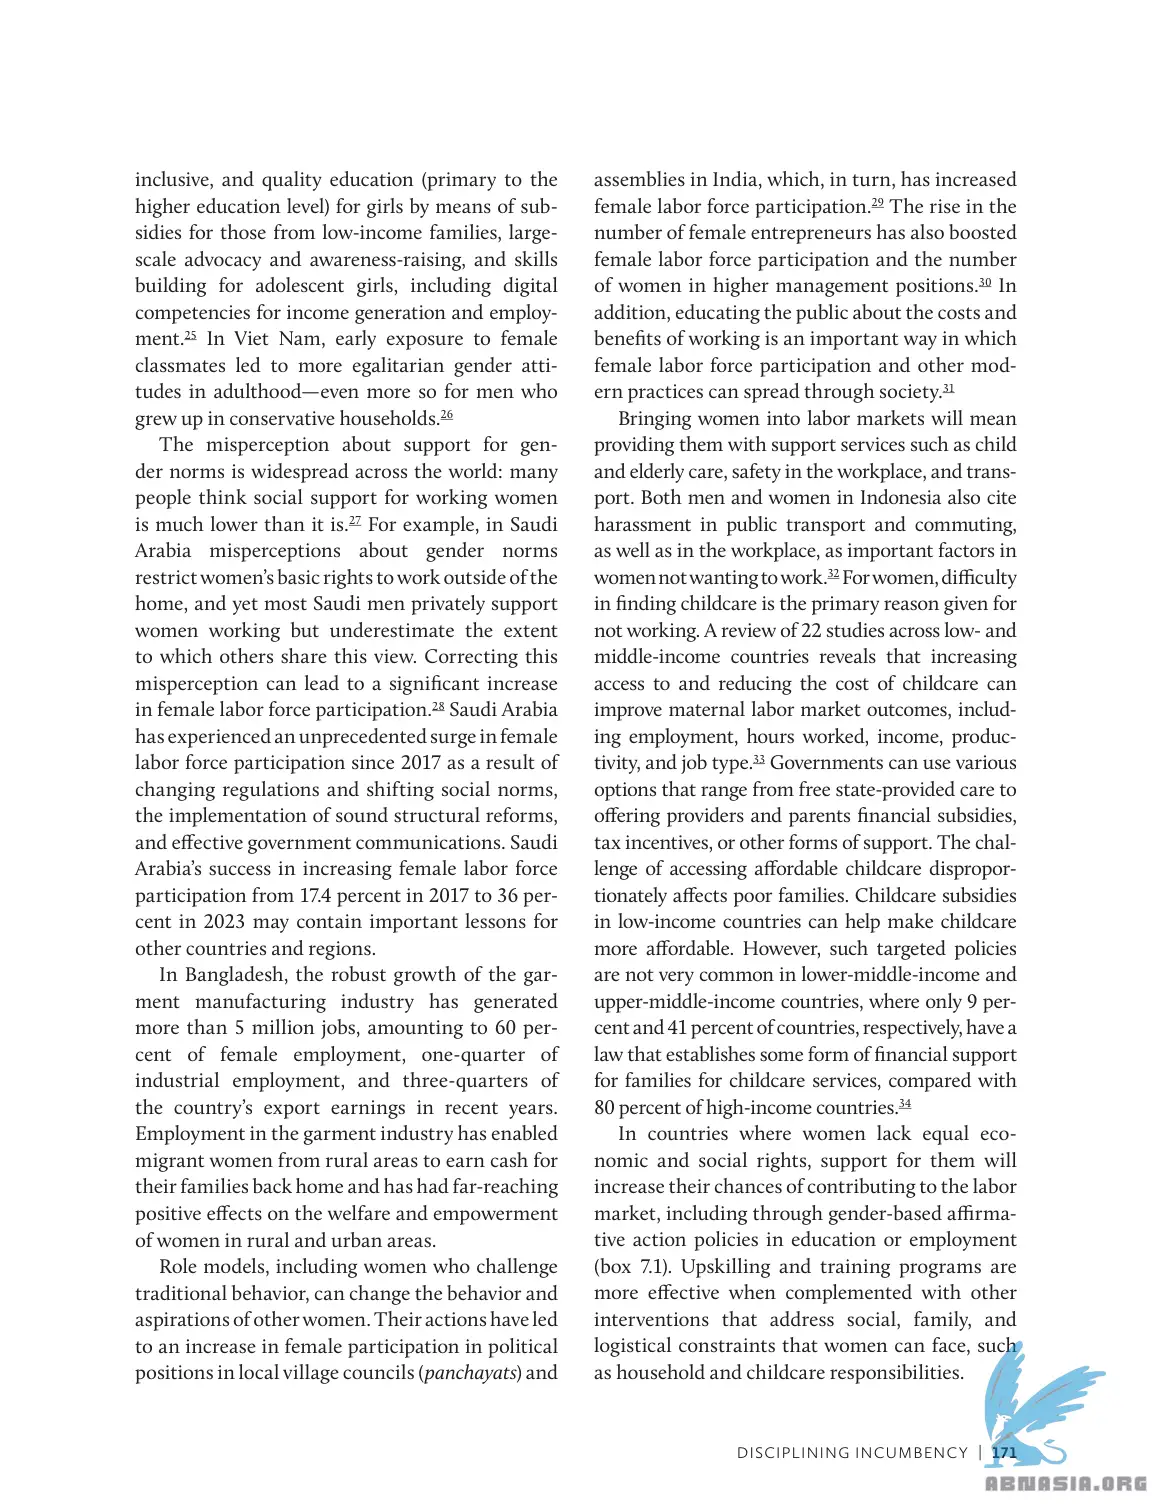 inclusive, and quality education (primary to the
higher education level) for girls by means of sub-
sidies for those from low-income families, large-
scale advocacy and awareness-raising, and skills
building for adolescent girls, including digital
competencies for income generation and employ-
ment.25 In Viet Nam, early exposure to female
classmates led to more egalitarian gender atti-
tudes in adulthood—even more so for men who
grew up in conservative households.26
The misperception about support for gen-
der norms is widespread across the world: many
people think social support for working women
is much lower than it is.27 For example, in Saudi
Arabia misperceptions about gender norms
restrict women’s basic rights to work outside of the
home, and yet most Saudi men privately support
women working but underestimate the extent
to which others share this view. Correcting this
misperception can lead to a significant increase
in female labor force participation.28 Saudi Arabia
has experienced an unprecedented surge in female
labor force participation since 2017 as a result of
changing regulations and shifting social norms,
the implementation of sound structural reforms,
and effective government communications. Saudi
Arabia’s success in increasing female labor force
participation from 17.4 percent in 2017 to 36 per-
cent in 2023 may contain important lessons for
other countries and regions.
In Bangladesh, the robust growth of the gar-
ment manufacturing industry has generated
more than 5 million jobs, amounting to 60 per-
cent of female employment, one-quarter of
industrial employment, and three-quarters of
the country’s export earnings in recent years.
Employment in the garment industry has enabled
migrant women from rural areas to earn cash for
their families back home and has had far-reaching
positive effects on the welfare and empowerment
of women in rural and urban areas.
Role models, including women who challenge
traditional behavior, can change the behavior and
aspirations of other women. Their actions have led
to an increase in female participation in political
positions in local village councils (panchayats) and
assemblies in India, which, in turn, has increased
female labor force participation.29 The rise in the
number of female entrepreneurs has also boosted
female labor force participation and the number
of women in higher management positions.30 In
addition, educating the public about the costs and
benefits of working is an important way in which
female labor force participation and other mod-
ern practices can spread through society.31
Bringing women into labor markets will mean
providing them with support services such as child
and elderly care, safety in the workplace, and trans-
port. Both men and women in Indonesia also cite
harassment in public transport and commuting,
as well as in the workplace, as important factors in
women not wanting to work.32 For women, difficulty
in finding childcare is the primary reason given for
not working. A review of 22 studies across low- and
middle-income countries reveals that increasing
access to and reducing the cost of childcare can
improve maternal labor market outcomes, includ-
ing employment, hours worked, income, produc-
tivity, and job type.33 Governments can use various
options that range from free state-provided care to
offering providers and parents financial subsidies,
tax incentives, or other forms of support. The chal-
lenge of accessing affordable childcare dispropor-
tionately affects poor families. Childcare subsidies
in low-income countries can help make childcare
more affordable. However, such targeted policies
are not very common in lower-middle-income and
upper-middle-income countries, where only 9 per-
cent and 41 percent of countries, respectively, have a
law that establishes some form of financial support
for families for childcare services, compared with
80 percent of high-income countries.34
In countries where women lack equal eco-
nomic and social rights, support for them will
increase their chances of contributing to the labor
market, including through gender-based affirma-
tive action policies in education or employment
(box 7.1). Upskilling and training programs are
more effective when complemented with other
interventions that address social, family, and
logistical constraints that women can face, such
as household and childcare responsibilities.
DISCIPLINING INCUMBENCY | 171
ABNASIA.ORG